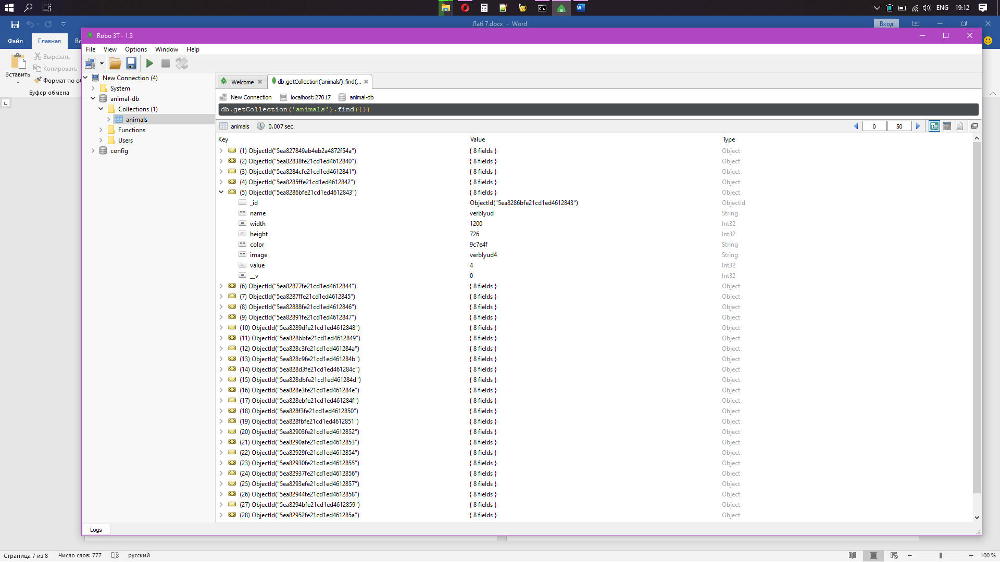 ENG 19:12
Лаб 7.docx - Word
Вход
Файл
Главная
Вс
Вырезать
Копировать
Вставить
Формат по об
Буфер обмена
Robo 3T - 1.3
File View Options Window Help
New Connection (4)
System
animal-db
Collections (1)
animals
Functions
Users
config
Welcome
db.getCollection('animals').find(...
New Connection localhost:27017 animal-db
db.getCollection('animals').find({})
animals 0.007 sec.
0 50
Key Value Type
(1) ObjectId("5ea827849ab4eb2a4872f54a") { 8 fields } Object
(2) ObjectId("5ea82838fe21cd1ed4612840") { 8 fields } Object
(3) ObjectId("5ea8284cfe21cd1ed4612841") { 8 fields } Object
(4) ObjectId("5ea8285ffe21cd1ed4612842") { 8 fields } Object
(5) ObjectId("5ea8286bfe21cd1ed4612843") { 8 fields } Object
_id ObjectId("5ea8286bfe21cd1ed4612843") ObjectId
name verblyud String
width 1200 Int32
height 726 Int32
color 9c7e4f String
image verblyud4 String
value 4 Int32
__v 0 Int32
(6) ObjectId("5ea82877fe21cd1ed4612844") { 8 fields } Object
(7) ObjectId("5ea8287ffe21cd1ed4612845") { 8 fields } Object
(8) ObjectId("5ea82888fe21cd1ed4612846") { 8 fields } Object
(9) ObjectId("5ea82891fe21cd1ed4612847") { 8 fields } Object
(10) ObjectId("5ea8289dfe21cd1ed4612848") { 8 fields } Object
(11) ObjectId("5ea828bbfe21cd1ed4612849") { 8 fields } Object
(12) ObjectId("5ea828c3fe21cd1ed461284a") { 8 fields } Object
(13) ObjectId("5ea828c9fe21cd1ed461284b") { 8 fields } Object
(14) ObjectId("5ea828d3fe21cd1ed461284c") { 8 fields } Object
(15) ObjectId("5ea828dbfe21cd1ed461284d") { 8 fields } Object
(16) ObjectId("5ea828e3fe21cd1ed461284e") { 8 fields } Object
(17) ObjectId("5ea828ebfe21cd1ed461284f") { 8 fields } Object
(18) ObjectId("5ea828f3fe21cd1ed4612850") { 8 fields } Object
(19) ObjectId("5ea828fbfe21cd1ed4612851") { 8 fields } Object
(20) ObjectId("5ea82903fe21cd1ed4612852") { 8 fields } Object
(21) ObjectId("5ea8290afe21cd1ed4612853") { 8 fields } Object
(22) ObjectId("5ea82929fe21cd1ed4612854") { 8 fields } Object
(23) ObjectId("5ea82930fe21cd1ed4612855") { 8 fields } Object
(24) ObjectId("5ea82937fe21cd1ed4612856") { 8 fields } Object
(25) ObjectId("5ea8293efe21cd1ed4612857") { 8 fields } Object
(26) ObjectId("5ea82944fe21cd1ed4612858") { 8 fields } Object
(27) ObjectId("5ea8294bfe21cd1ed4612859") { 8 fields } Object
(28) ObjectId("5ea82952fe21cd1ed461285a") { 8 fields } Object
Logs
Страница 7 из 8 Число слов: 777 русский 100 %